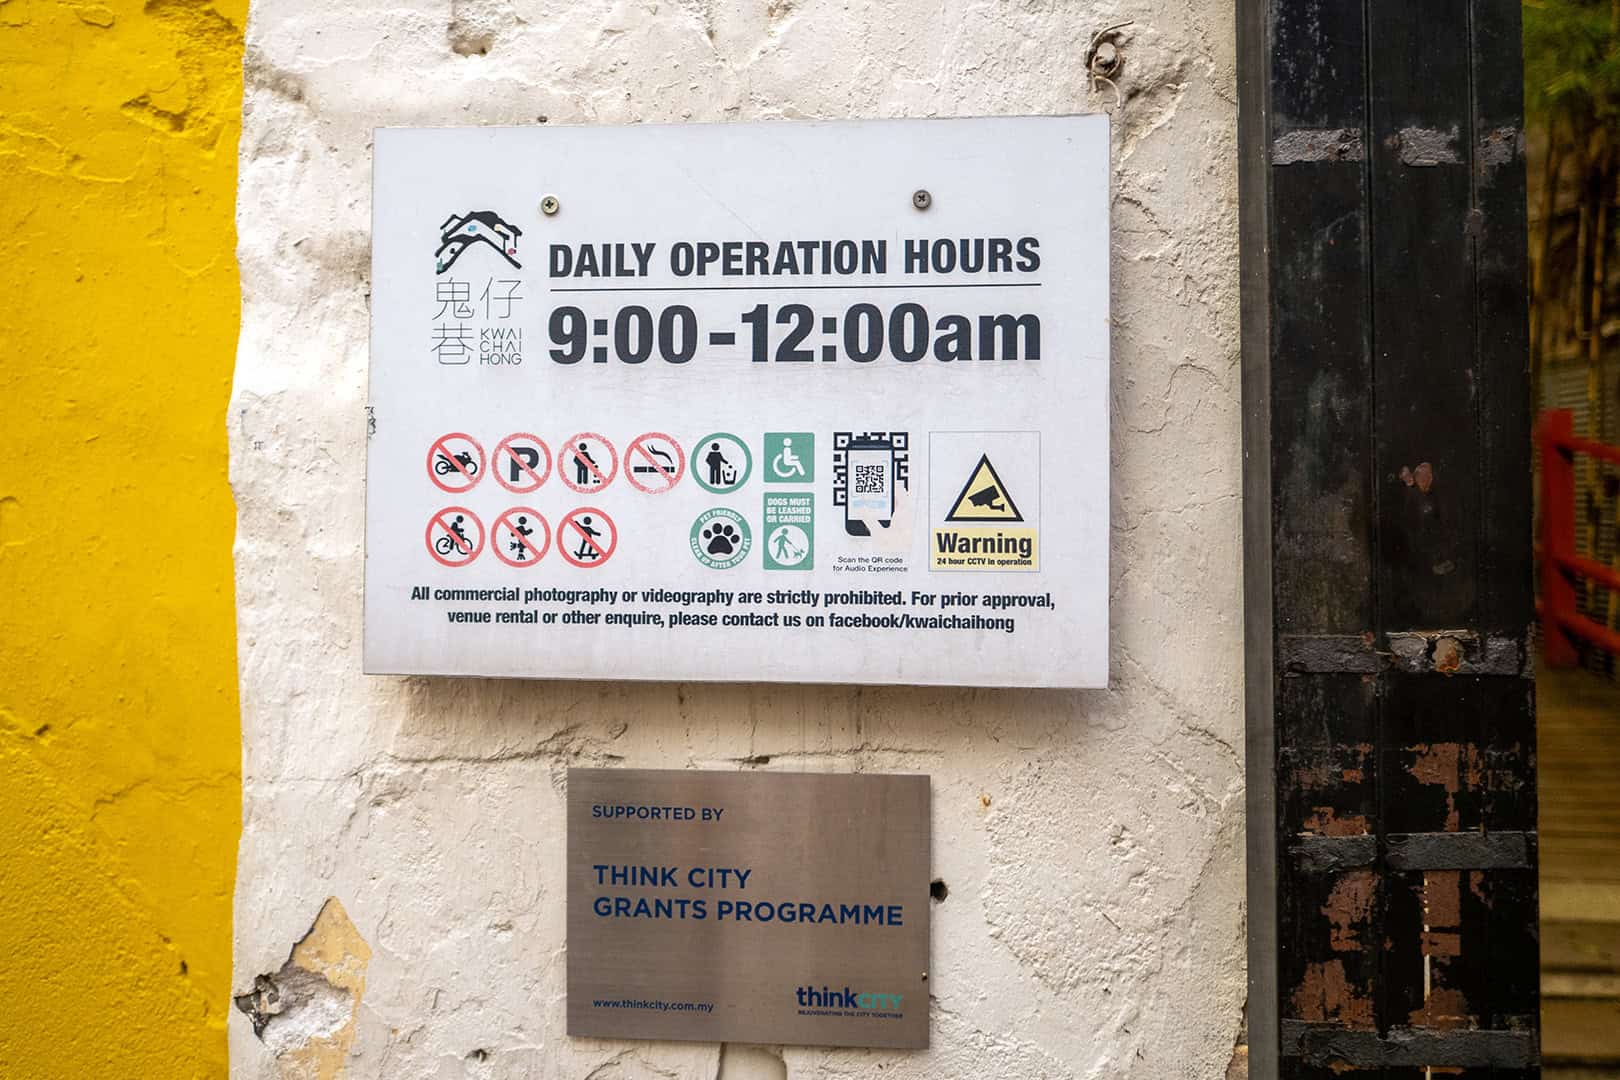 DAILY OPERATION HOURS
9:00-12:00am
鬼仔
巷
KWAI
CHAI
HONG
P
DOGS MUST
BE LEASHED
OR CARRIED
PET FRIENDLY
CLEAN UP AFTER YOUR PET
Scan the QR code
for Audio Experience
Warning
24 hour CCTV in operation
All commercial photography or videography are strictly prohibited. For prior approval,
venue rental or other enquire, please contact us on facebook/kwaichaihong
SUPPORTED BY
THINK CITY
GRANTS PROGRAMME
www.thinkcity.com.my
thinkcity
REJUVENATING THE CITY TOGETHER